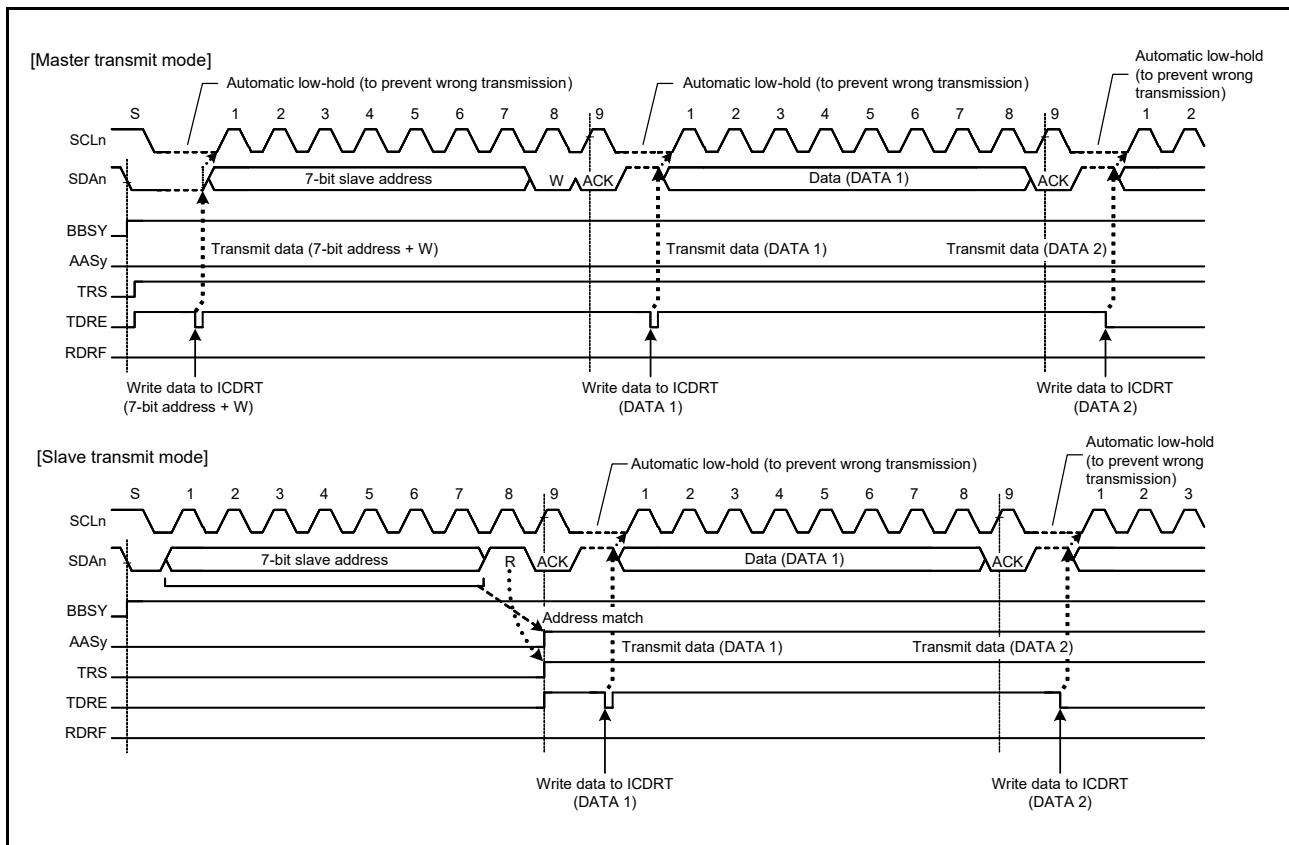 [Master transmit mode]
Automatic low-hold (to prevent wrong transmission)
Automatic low-hold (to prevent wrong transmission)
Automatic low-hold
(to prevent wrong
transmission)
S 1 2 3 4 5 6 7 8 9 1 2 3 4 5 6 7 8 9 1 2
SCLn
SDAn 7-bit slave address W ACK Data (DATA 1) ACK
BBSY
Transmit data (7-bit address + W) Transmit data (DATA 1) Transmit data (DATA 2)
AASy
TRS
TDRE
RDRF
Write data to ICDRT
(7-bit address + W)
Write data to ICDRT
(DATA 1)
Write data to ICDRT
(DATA 2)
[Slave transmit mode]
Automatic low-hold (to prevent wrong transmission)
Automatic low-hold
(to prevent wrong
transmission)
S 1 2 3 4 5 6 7 8 9 1 2 3 4 5 6 7 8 9 1 2 3
SCLn
SDAn 7-bit slave address R ACK Data (DATA 1) ACK
BBSY
Address match
AASy
Transmit data (DATA 1) Transmit data (DATA 2)
TRS
TDRE
RDRF
Write data to ICDRT
(DATA 1)
Write data to ICDRT
(DATA 2)